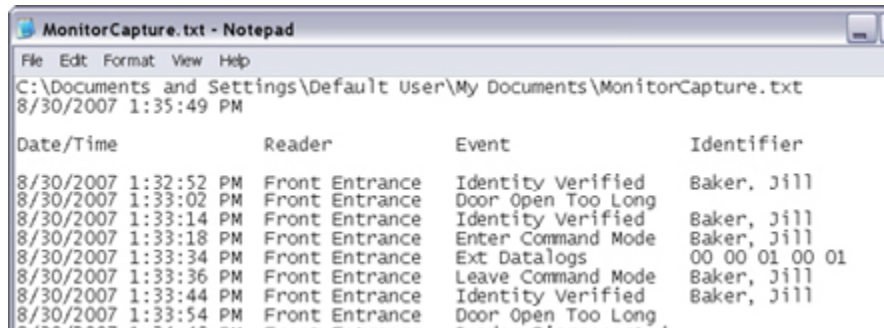 MonitorCapture.txt - Notepad
File Edit Format View Help
C:\Documents and Settings\Default User\My Documents\MonitorCapture.txt
8/30/2007 1:35:49 PM
Date/Time Reader Event Identifier
8/30/2007 1:32:52 PM Front Entrance Identity Verified Baker, Jill
8/30/2007 1:33:02 PM Front Entrance Door Open Too Long
8/30/2007 1:33:14 PM Front Entrance Identity Verified Baker, Jill
8/30/2007 1:33:18 PM Front Entrance Enter Command Mode Baker, Jill
8/30/2007 1:33:34 PM Front Entrance Ext Datalogs 00 00 01 00 01
8/30/2007 1:33:36 PM Front Entrance Leave Command Mode Baker, Jill
8/30/2007 1:33:44 PM Front Entrance Identity Verified Baker, Jill
8/30/2007 1:33:54 PM Front Entrance Door Open Too Long